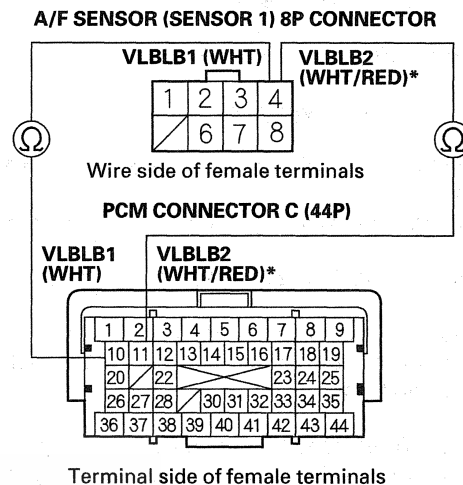 A/F SENSOR (SENSOR 1) 8P CONNECTOR
VLBLB1 (WHT) VLBLB2
(WHT/RED)*
1 2 3 4
6 7 8
Ω Ω
Wire side of female terminals
PCM CONNECTOR C (44P)
VLBLB1 VLBLB2
(WHT) (WHT/RED)*
1 2 3 4 5 6 7 8 9
10 11 12 13 14 15 16 17 18 19
20 22 23 24 25
26 27 28 30 31 32 33 34 35
36 37 38 39 40 41 42 43 44
Terminal side of female terminals